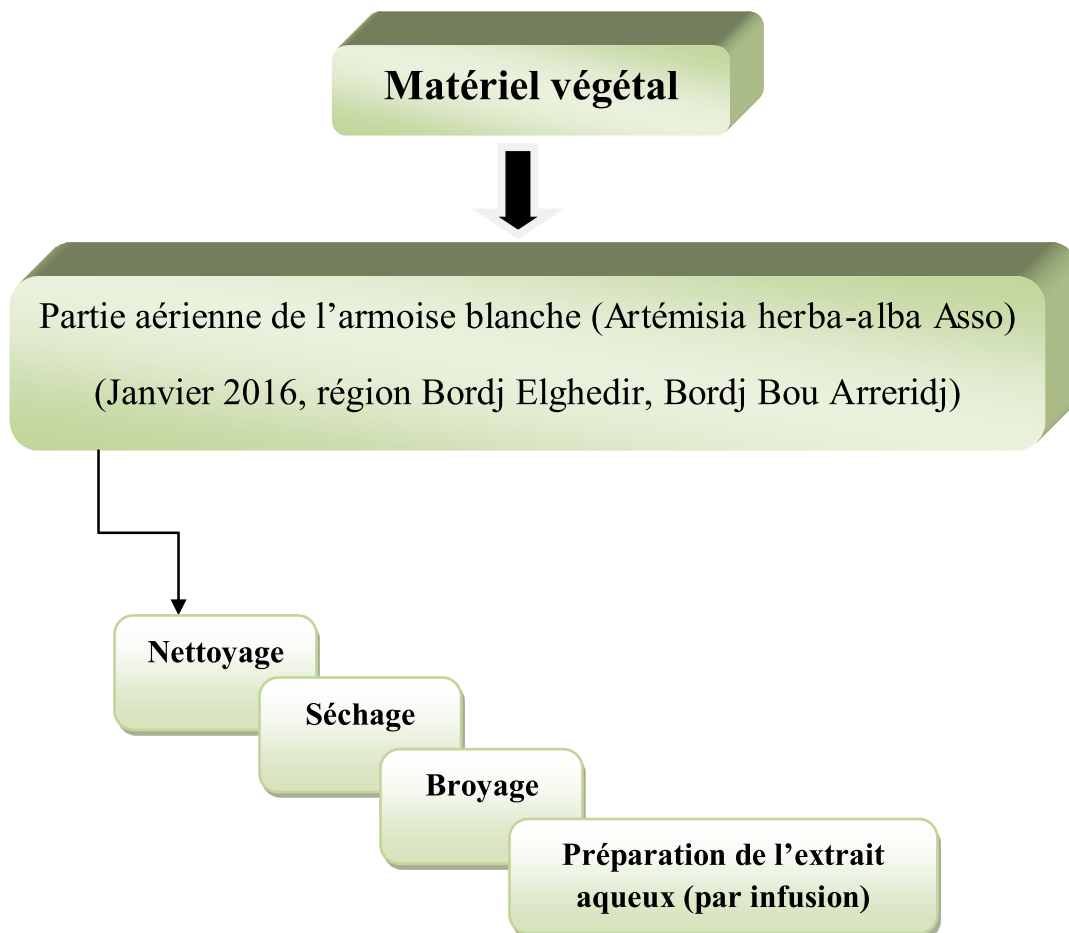 Matériel végétal
Partie aérienne de l’armoise blanche (Artémisia herba-alba Asso)
(Janvier 2016, région Bordj Elghedir, Bordj Bou Arreridj)
Nettoyage
Séchage
Broyage
Préparation de l’extrait
aqueux (par infusion)